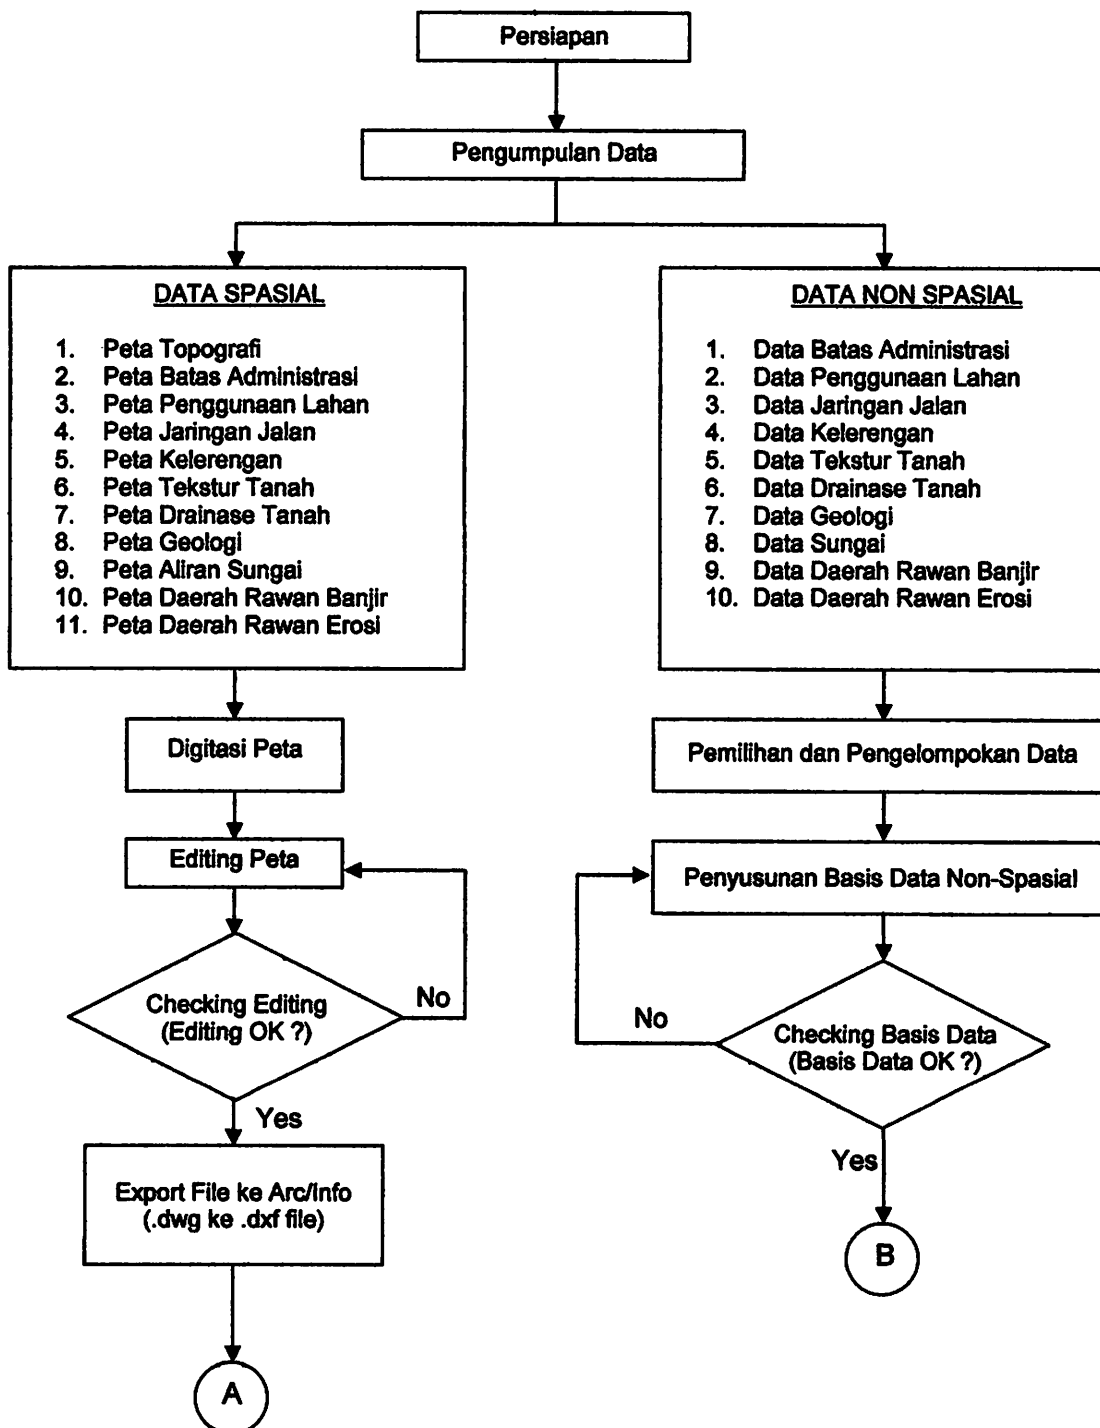 Persiapan
Pengumpulan Data
DATA SPASIAL
1. Peta Topografi
2. Peta Batas Administrasi
3. Peta Penggunaan Lahan
4. Peta Jaringan Jalan
5. Peta Kelerengan
6. Peta Tekstur Tanah
7. Peta Drainase Tanah
8. Peta Geologi
9. Peta Aliran Sungai
10. Peta Daerah Rawan Banjir
11. Peta Daerah Rawan Erosi
Digitasi Peta
Editing Peta
Checking Editing
(Editing OK ?)
No
Yes
Export File ke Arc/Info
(.dwg ke .dxf file)
A
DATA NON SPASIAL
1. Data Batas Administrasi
2. Data Penggunaan Lahan
3. Data Jaringan Jalan
4. Data Kelerengan
5. Data Tekstur Tanah
6. Data Drainase Tanah
7. Data Geologi
8. Data Sungai
9. Data Daerah Rawan Banjir
10. Data Daerah Rawan Erosi
Pemilihan dan Pengelompokan Data
Penyusunan Basis Data Non-Spasial
No
Checking Basis Data
(Basis Data OK ?)
Yes
B